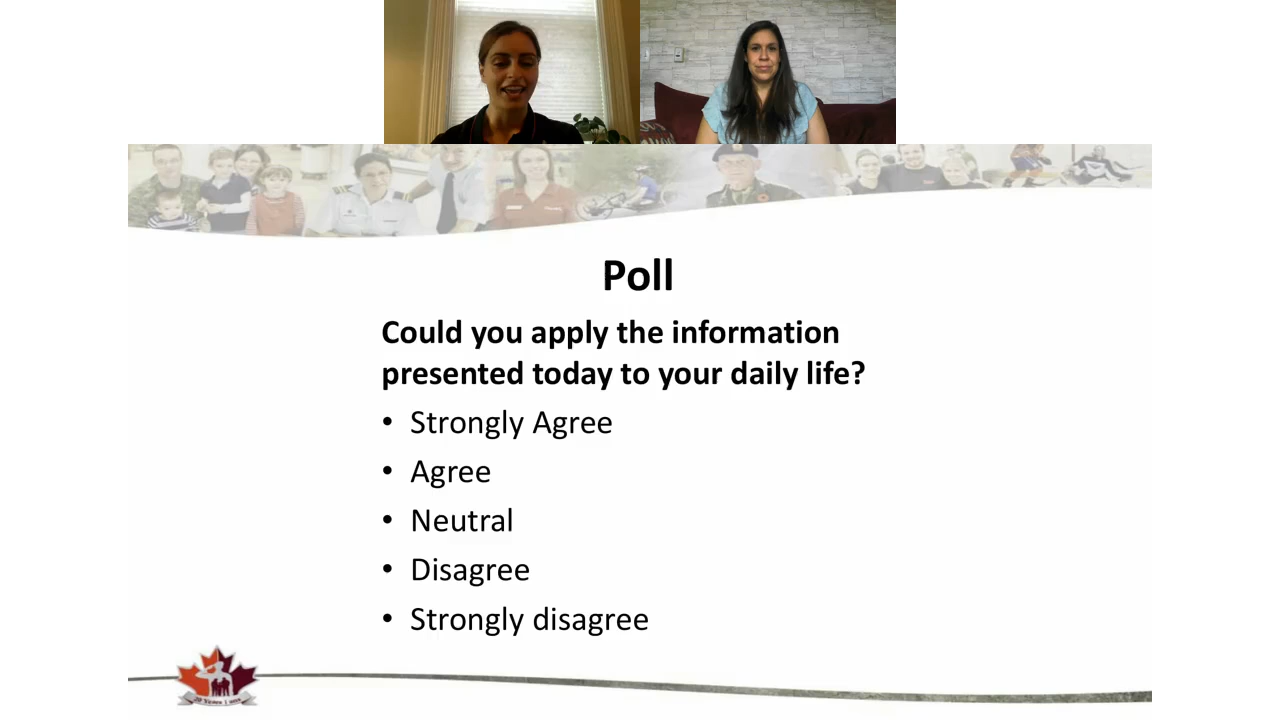 Poll
Could you apply the information
presented today to your daily life?
• Strongly Agree
• Agree
• Neutral
• Disagree
• Strongly disagree